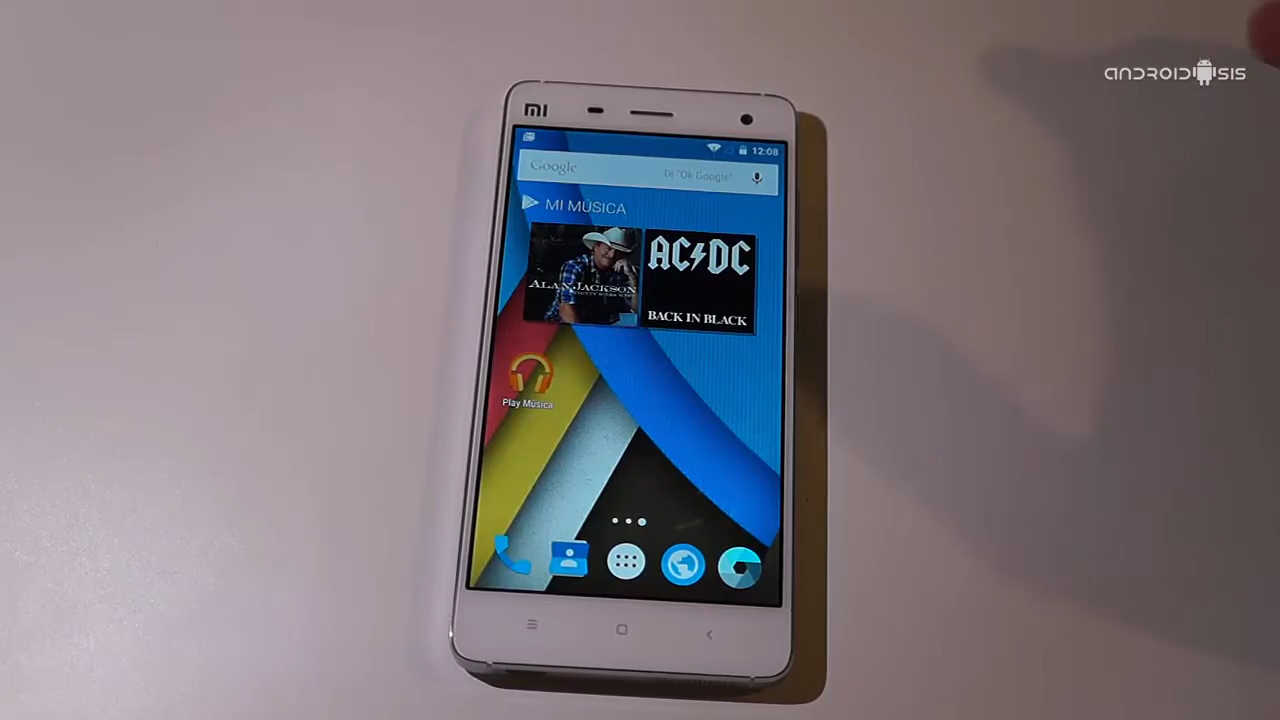 ANDROIDSIS
MI
12:08
Google
Di "Ok Google"
MI MÚSICA
ALAN JACKSON
AC DC
BACK IN BLACK
Play Música